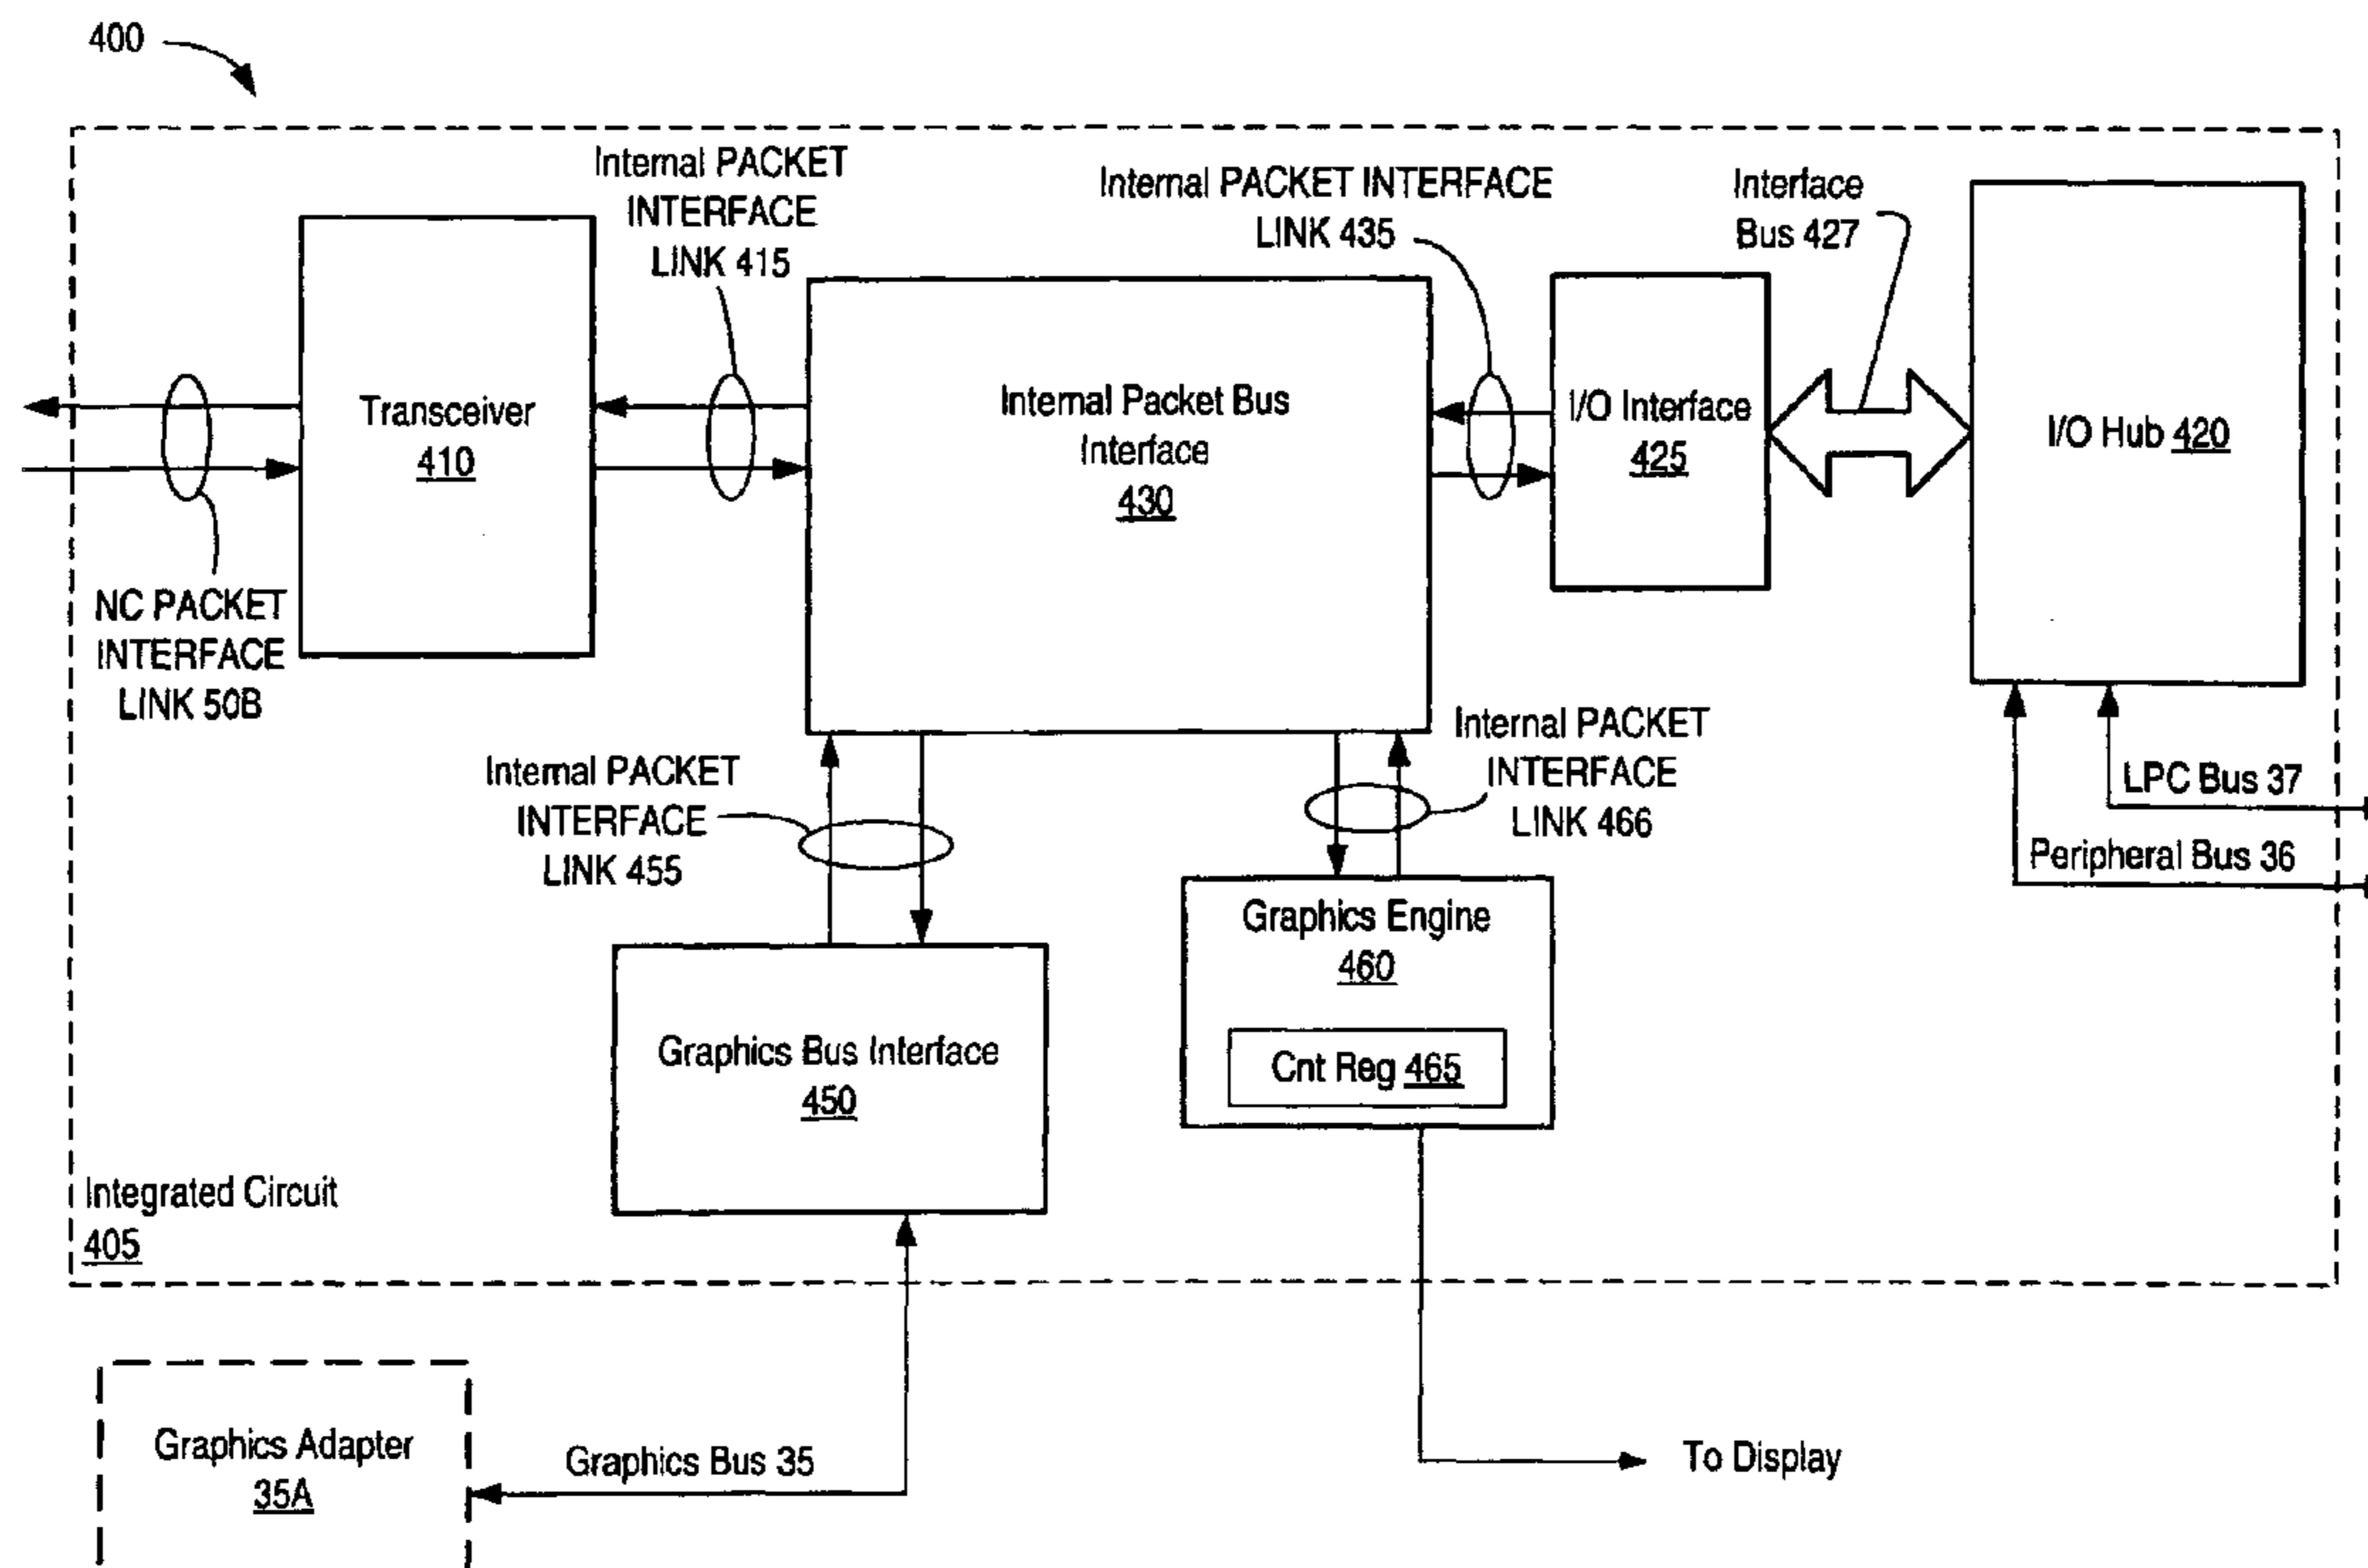 400
Internal PACKET
INTERFACE
LINK 415
Internal PACKET INTERFACE
LINK 435
Interface
Bus 427
Transceiver
410
Internal Packet Bus
Interface
430
I/O Interface
425
I/O Hub 420
NC PACKET
INTERFACE
LINK 50B
Internal PACKET
INTERFACE
LINK 455
Internal PACKET
INTERFACE
LINK 466
LPC Bus 37
Peripheral Bus 36
Graphics Engine
460
Cnt Reg 465
Graphics Bus Interface
450
Integrated Circuit
405
Graphics Adapter
35A
Graphics Bus 35
To Display